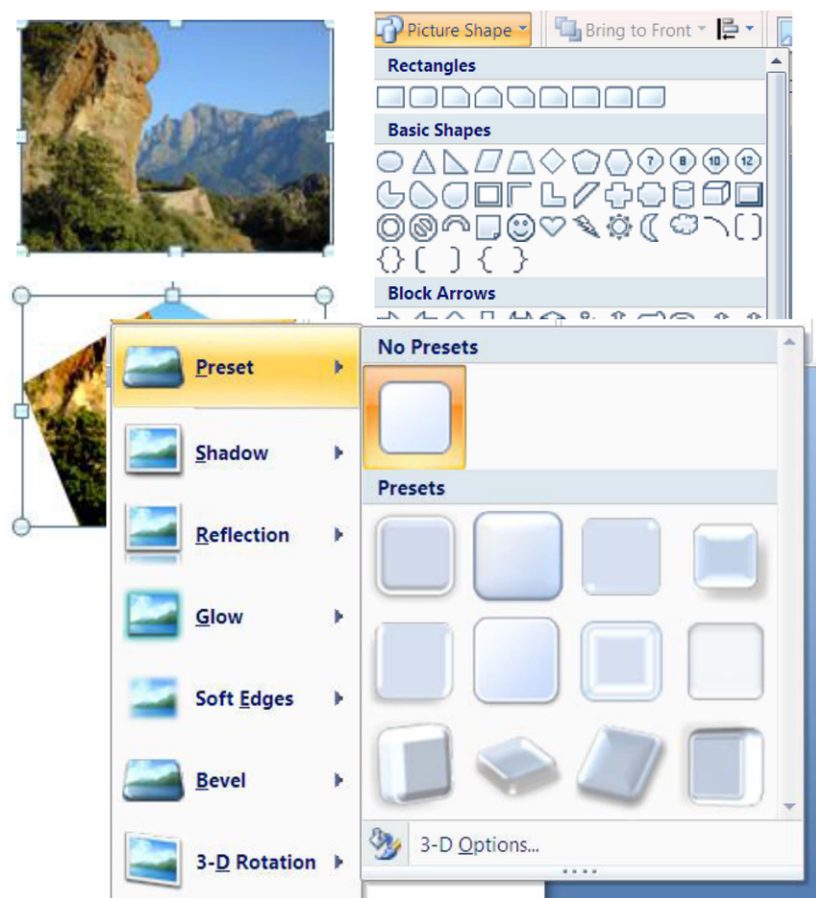 Picture Shape
Bring to Front
Rectangles
Basic Shapes
7 8 10 12
Block Arrows
Preset
Shadow
Reflection
Glow
Soft Edges
Bevel
3-D Rotation
No Presets
Presets
3-D Options...